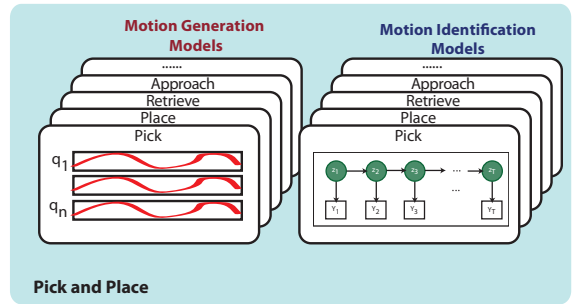 Motion Generation
Models
......
Approach
Retrieve
Place
Pick
q1
qn
Motion Identification
Models
......
Approach
Retrieve
Place
Pick
z1 z2 z3 ... zT
...
Y1 Y2 Y3 YT
Pick and Place